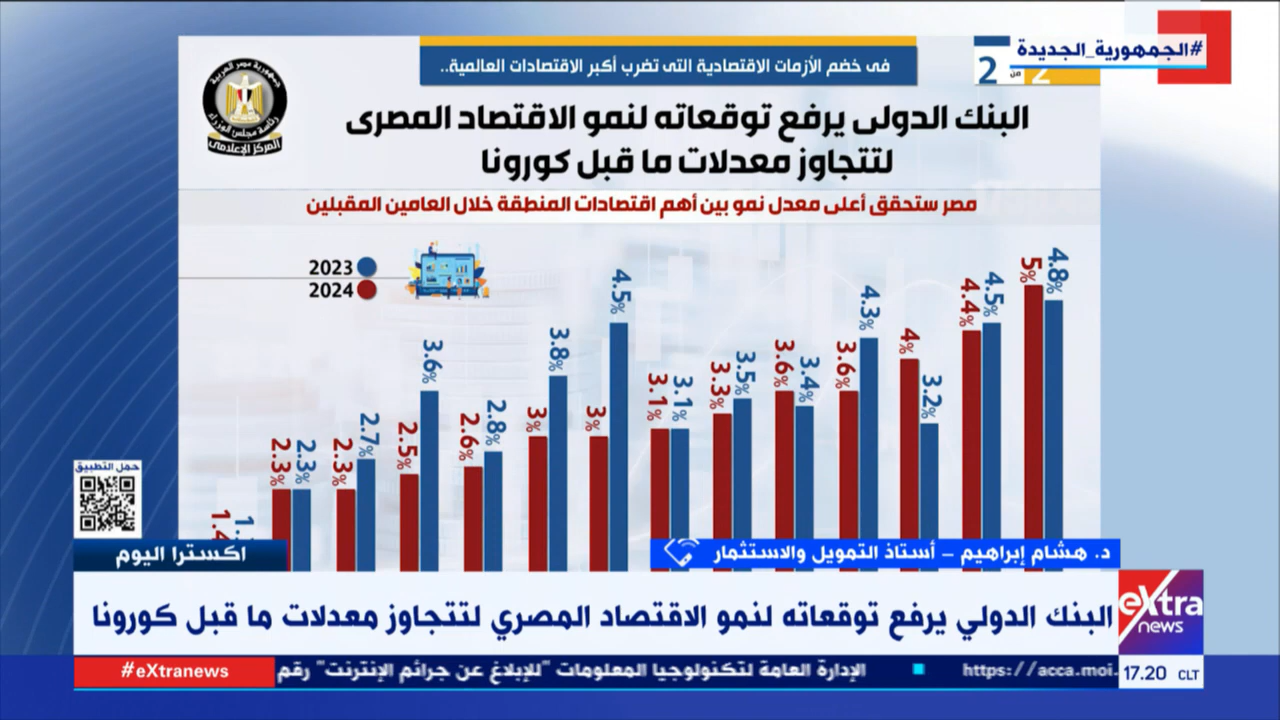 #الجمهورية_الجديدة
2 من 2
فى خضم الأزمات الاقتصادية التى تضرب أكبر الاقتصادات العالمية..
جمهورية مصر العربية
رئاسة مجلس الوزراء
المركز الإعلامى
البنك الدولى يرفع توقعاته لنمو الاقتصاد المصرى
لتتجاوز معدلات ما قبل كورونا
مصر ستحقق أعلى معدل نمو بين أهم اقتصادات المنطقة خلال العامين المقبلين
2023
2024
5% 4.8%
4.4% 4.5%
4% 3.2%
3.6% 4.3%
3.6% 3.4%
3.3% 3.5%
3.1% 3.1%
3% 4.5%
3% 3.8%
2.6% 2.8%
2.5% 3.6%
2.3% 2.7%
2.3% 2.3%
حمل التطبيق
د. هشام إبراهيم – أستاذ التمويل والاستثمار
اكسترا اليوم
البنك الدولي يرفع توقعاته لنمو الاقتصاد المصري لتتجاوز معدلات ما قبل كورونا
eXtra
news
https://acca.moi. الإدارة العامة لتكنولوجيا المعلومات "للإبلاغ عن جرائم الإنترنت" رقم
#eXtranews
17.20 CLT